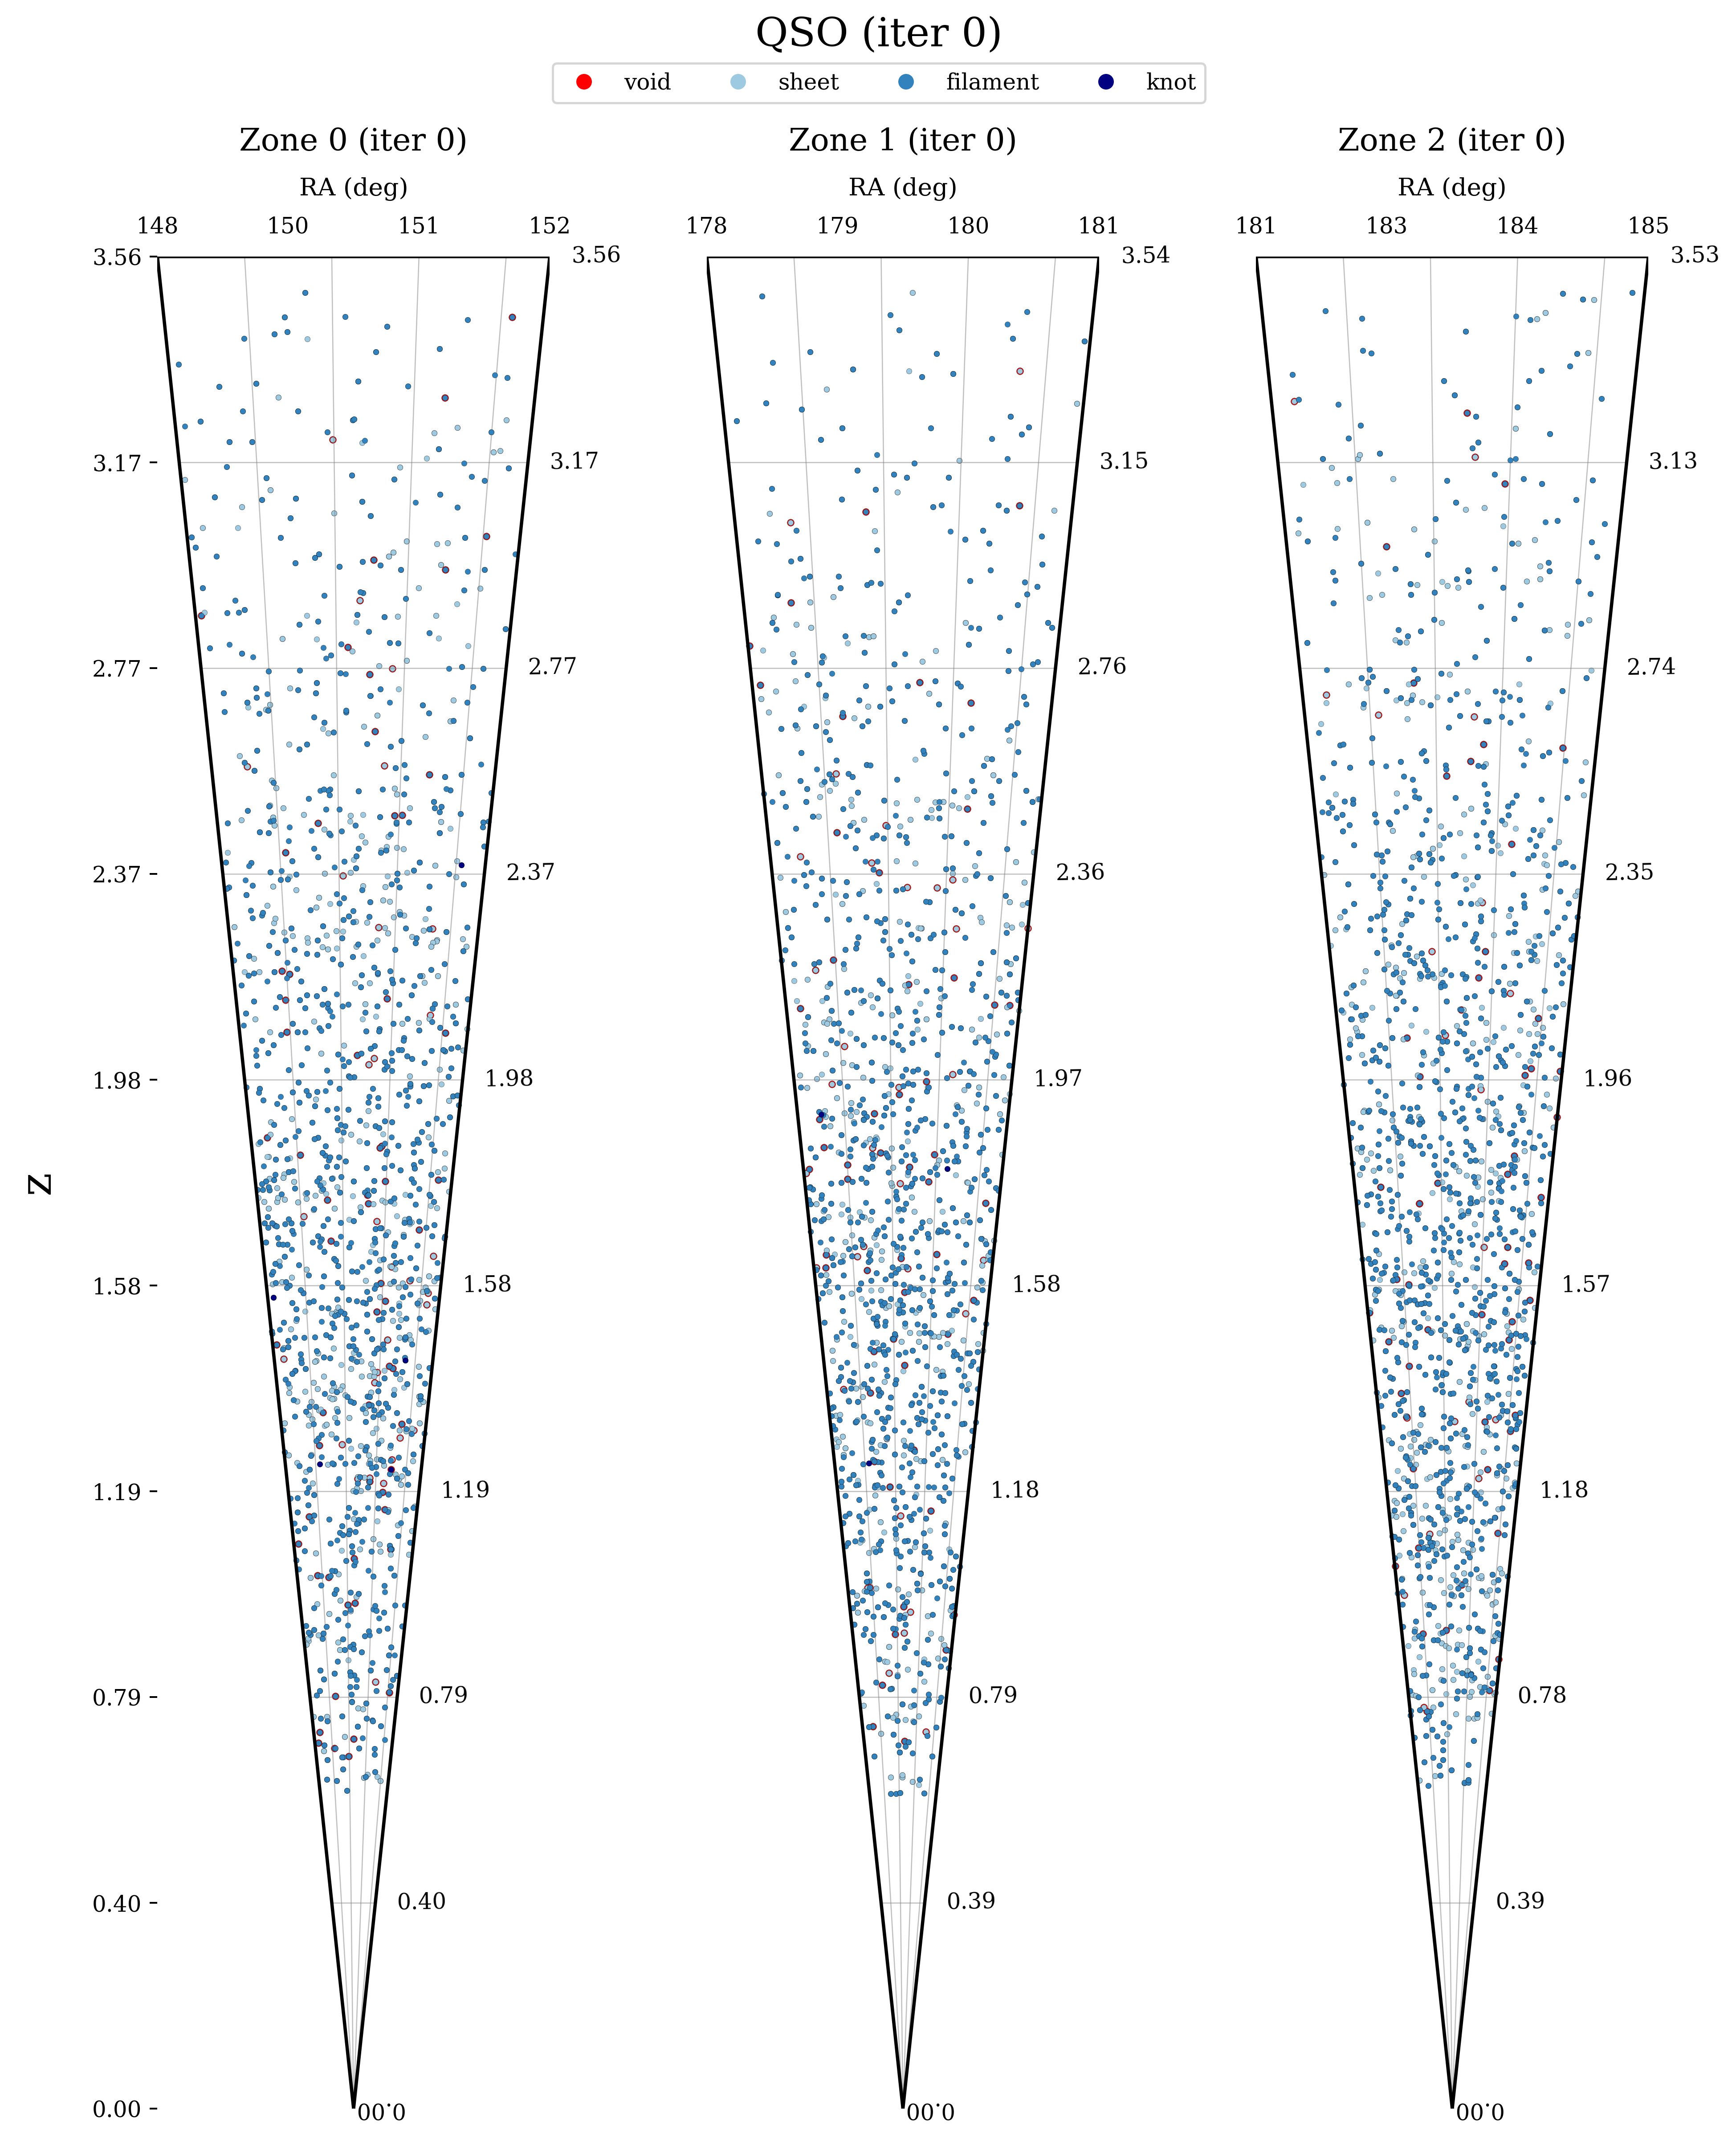 QSO (iter 0)
void sheet filament knot
Zone 0 (iter 0) Zone 1 (iter 0) Zone 2 (iter 0)
RA (deg) RA (deg) RA (deg)
148 150 151 152 178 179 180 181 181 183 184 185
3.56 3.56 3.54 3.53
3.17 3.17 3.15 3.13
2.77 2.77 2.76 2.74
2.37 2.37 2.36 2.35
1.98 1.98 1.97 1.96
z
1.58 1.58 1.58 1.57
1.19 1.19 1.18 1.18
0.79 0.79 0.79 0.78
0.40 0.40 0.39 0.39
0.00 0.00 0.00 0.00